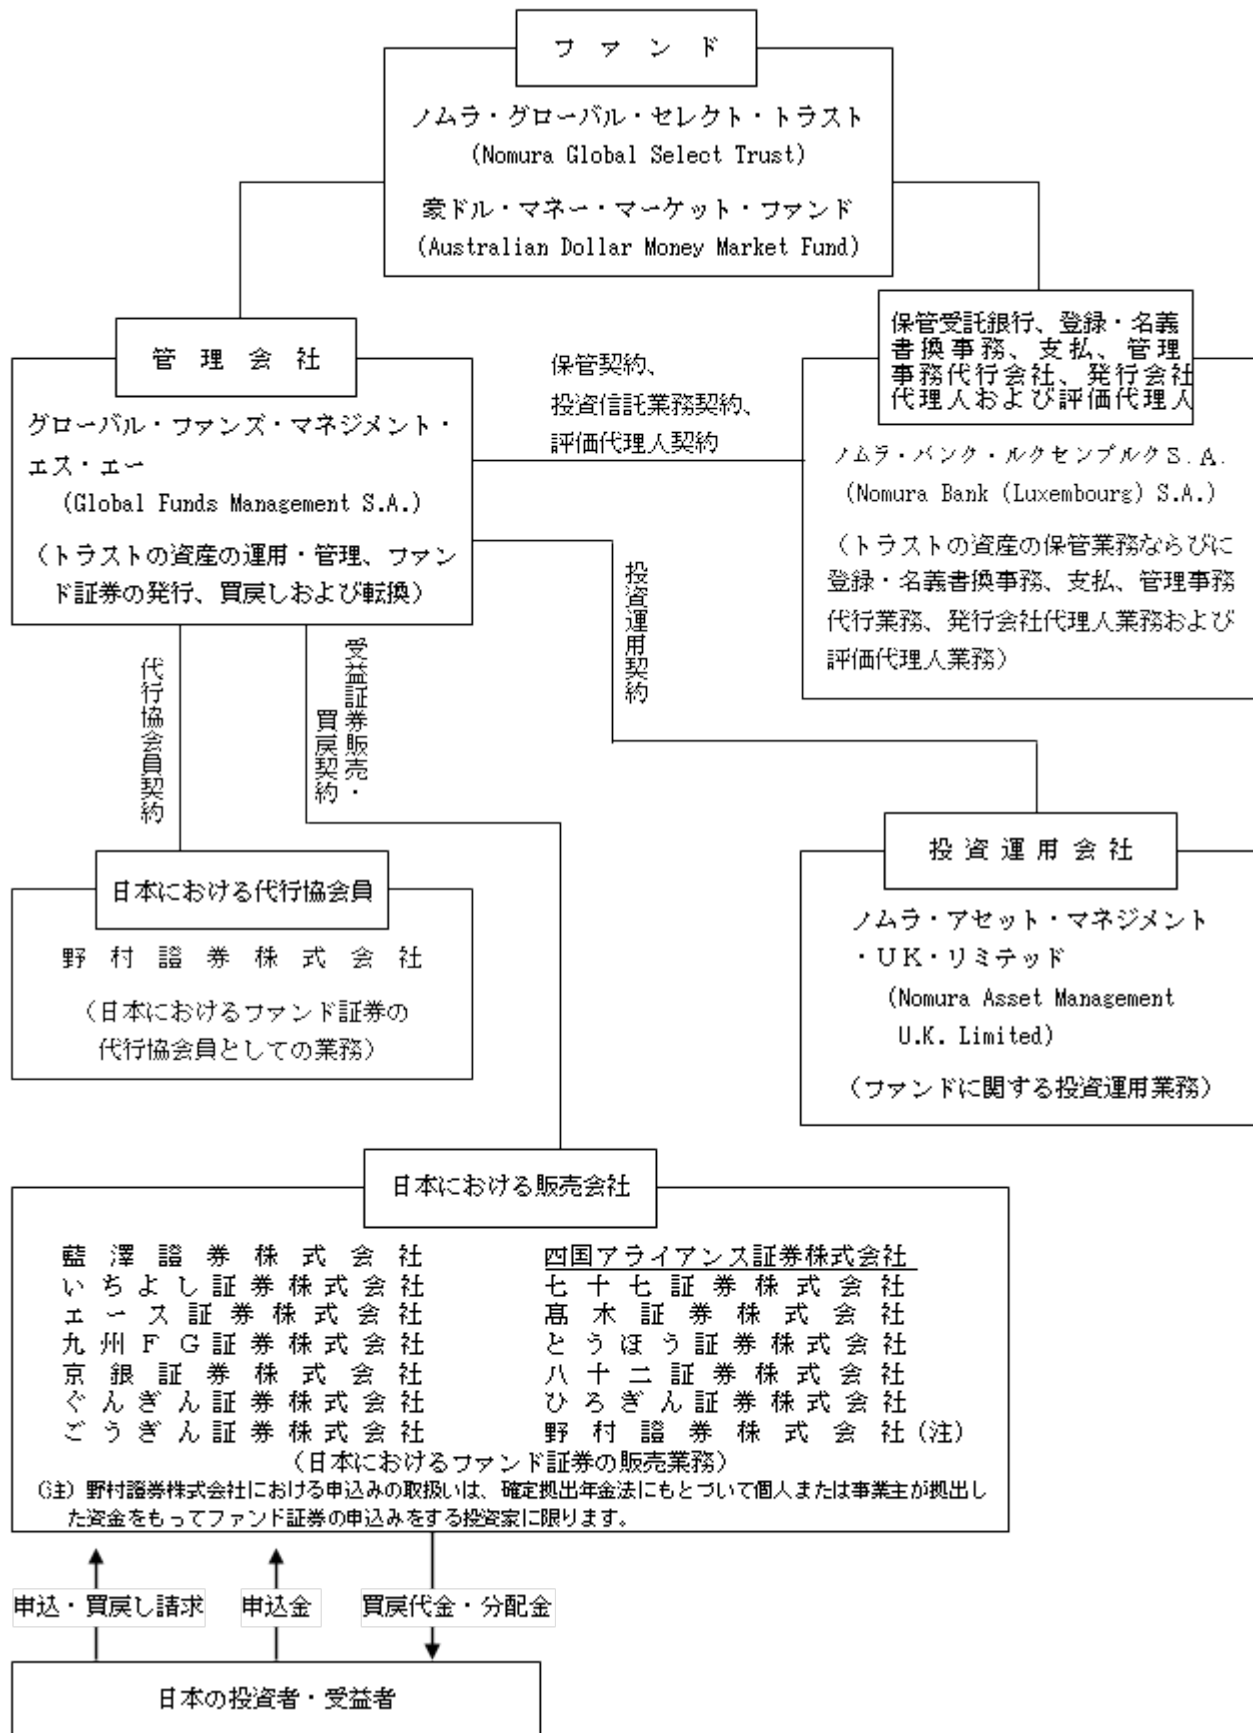 ファンド
ノムラ・グローバル・セレクト・トラスト
(Nomura Global Select Trust)
豪ドル・マネー・マーケット・ファンド
(Australian Dollar Money Market Fund)
管理会社
グローバル・ファンズ・マネジメント・
エス・エー
(Global Funds Management S.A.)
（トラストの資産の運用・管理、ファン
ド証券の発行、買戻しおよび転換）
保管契約、
投資信託業務契約、
評価代理人契約
保管受託銀行、登録・名義
書換事務、支払、管理
事務代行会社、発行会社
代理人および評価代理人
ノムラ・バンク・ルクセンブルクS.A.
(Nomura Bank (Luxembourg) S.A.)
（トラストの資産の保管業務ならびに
登録・名義書換事務、支払、管理事務
代行業務、発行会社代理人業務および
評価代理人業務）
代行協会員契約
受益証券販売・
買戻契約
投資運用契約
日本における代行協会員
野村證券株式会社
（日本におけるファンド証券の
代行協会員としての業務）
投資運用会社
ノムラ・アセット・マネジメント
・ＵＫ・リミテッド
(Nomura Asset Management
U.K. Limited)
（ファンドに関する投資運用業務）
日本における販売会社
藍澤證券株式会社
いちよし証券株式会社
エース証券株式会社
九州ＦＧ証券株式会社
京銀証券株式会社
ぐんぎん証券株式会社
ごうぎん証券株式会社
四国アライアンス証券株式会社
七十七証券株式会社
髙木証券株式会社
とうほう証券株式会社
八十二証券株式会社
ひろぎん証券株式会社
野村證券株式会社(注)
（日本におけるファンド証券の販売業務）
(注) 野村證券株式会社における申込みの取扱いは、確定拠出年金法にもとづいて個人または事業主が拠出し
た資金をもってファンド証券の申込みをする投資家に限ります。
申込・買戻し請求
申込金
買戻代金・分配金
日本の投資者・受益者